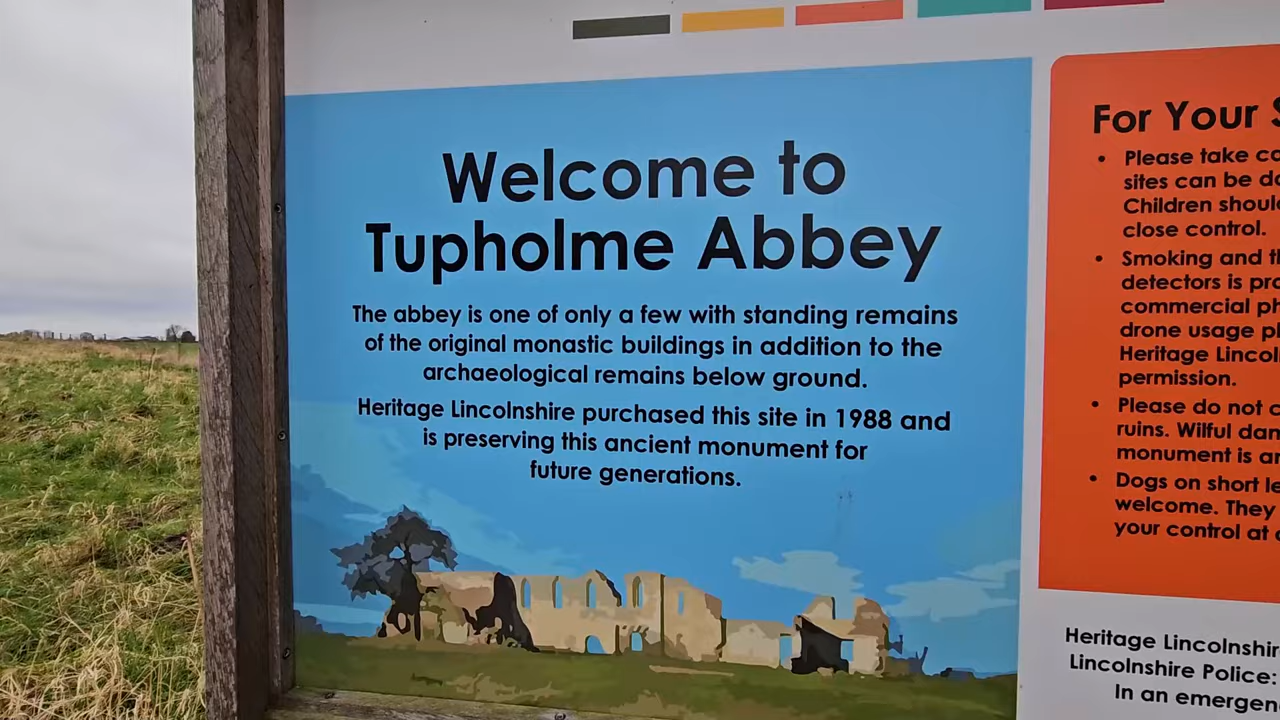 Welcome to
Tupholme Abbey
The abbey is one of only a few with standing remains
of the original monastic buildings in addition to the
archaeological remains below ground.
Heritage Lincolnshire purchased this site in 1988 and
is preserving this ancient monument for
future generations.
For Your
Please take
sites can be
Children
close control.
Smoking and
detectors is
commercial
drone usage
Heritage
permission.
Please do not
ruins. Wilful
monument is
Dogs on short
welcome. They
your control at
Heritage
Lincolnshire Police:
In an